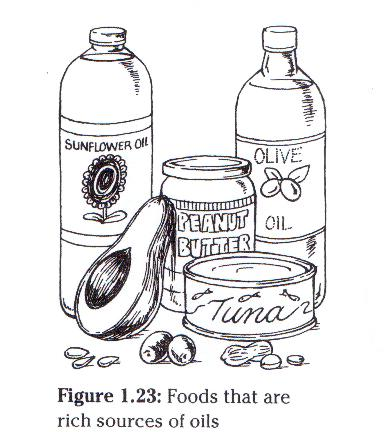 SUNFLOWER OIL
OLIVE
OIL
PEANUT
BUTTER
Tuna
Figure 1.23: Foods that are
rich sources of oils